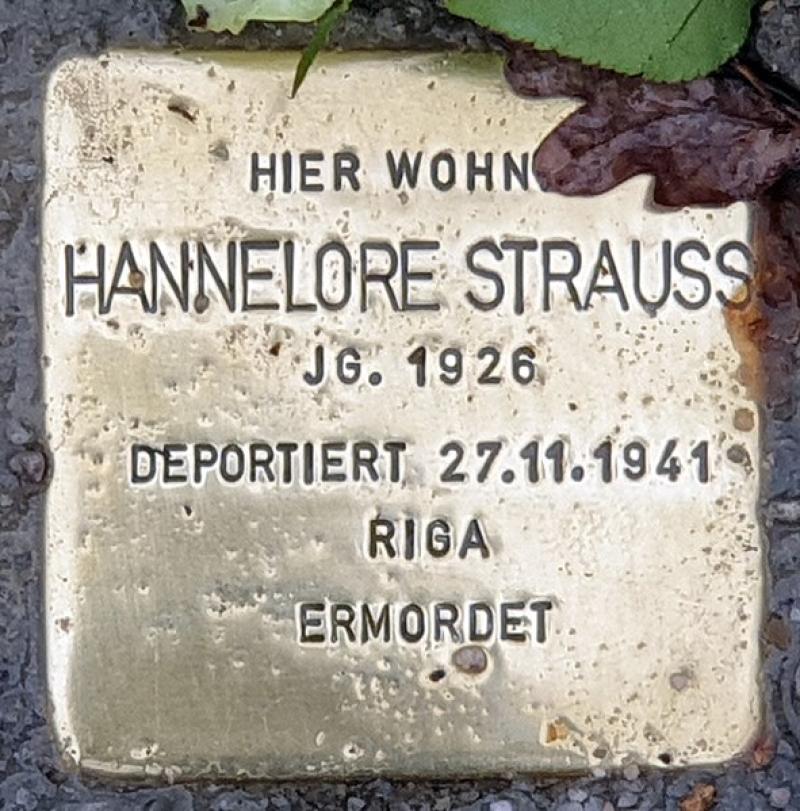 HIER WOHN
HANNELORE STRAUSS
JG. 1926
DEPORTIERT 27.11.1941
RIGA
ERMORDET